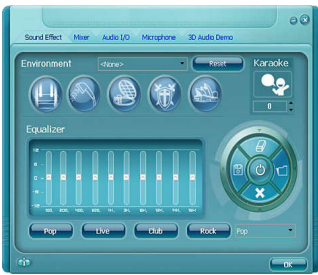 Sound Effect Mixer Audio I/O Microphone 3D Audio Demo
Environment <None> Reset Karaoke
0
Equalizer
Pop Live Club Rock Pop
OK